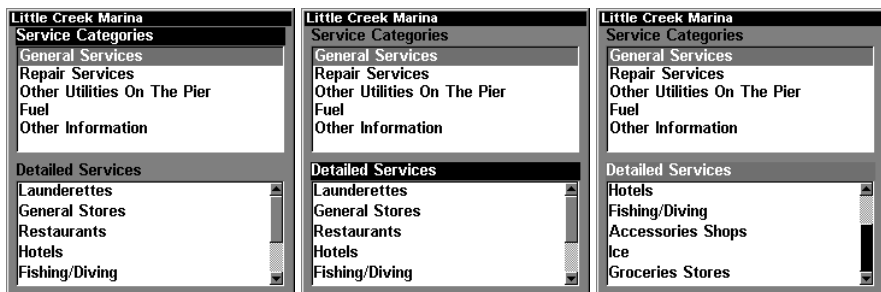 Little Creek Marina
Service Categories
General Services
Repair Services
Other Utilities On The Pier
Fuel
Other Information
Detailed Services
Launderettes
General Stores
Restaurants
Hotels
Fishing/Diving
Little Creek Marina
Service Categories
General Services
Repair Services
Other Utilities On The Pier
Fuel
Other Information
Detailed Services
Launderettes
General Stores
Restaurants
Hotels
Fishing/Diving
Little Creek Marina
Service Categories
General Services
Repair Services
Other Utilities On The Pier
Fuel
Other Information
Detailed Services
Hotels
Fishing/Diving
Accessories Shops
Ice
Groceries Stores